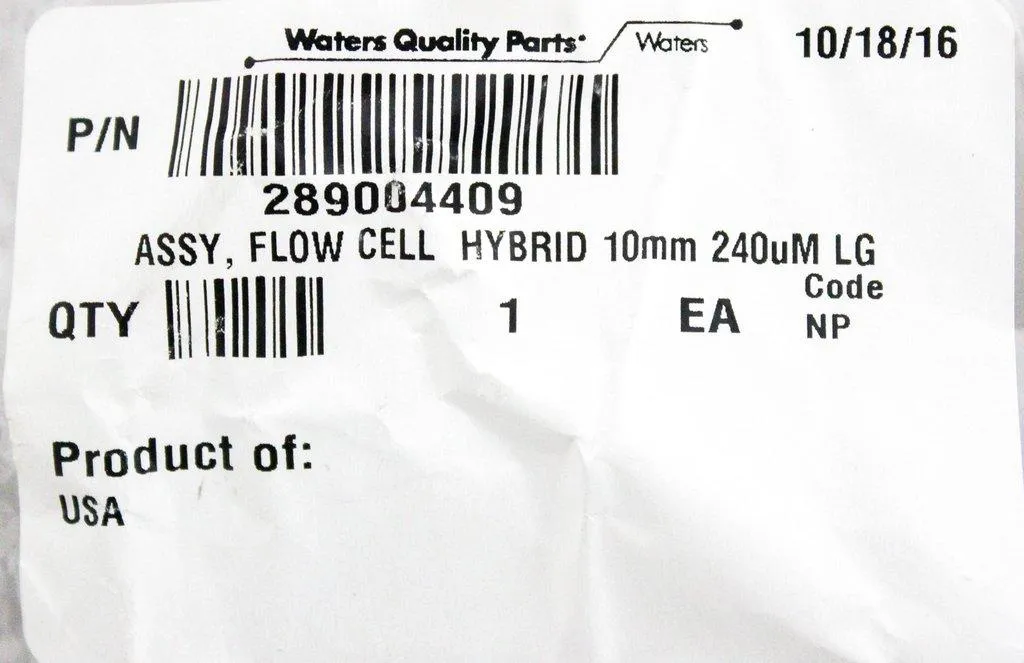 Waters Quality Parts
Waters
10/18/16
P/N
289004409
ASSY, FLOW CELL HYBRID 10mm 240uM LG
QTY 1 EA Code
NP
Product of:
USA